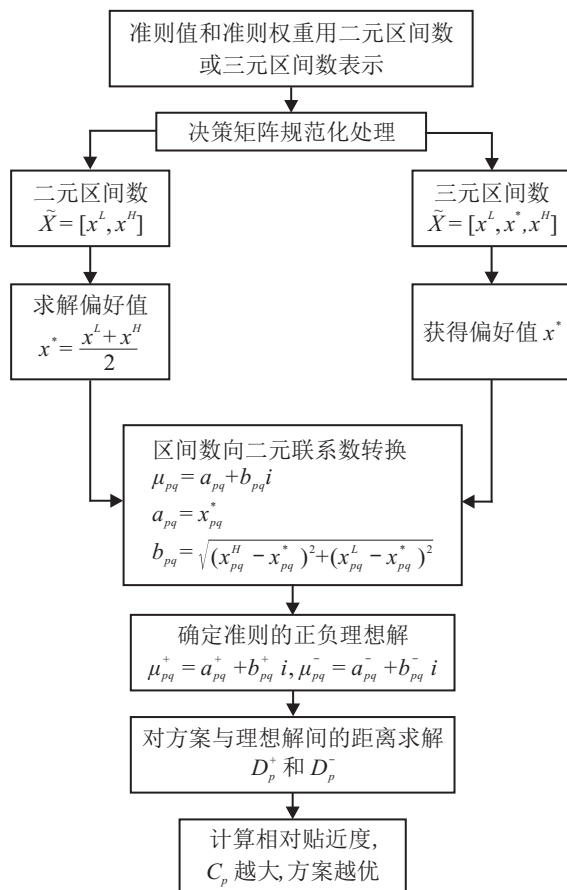 准则值和准则权重用二元区间数
或三元区间数表示
决策矩阵规范化处理
二元区间数
X̃ = [x^L, x^H]
三元区间数
X̃ = [x^L, x^*, x^H]
求解偏好值
x^* = (x^L + x^H)/2
获得偏好值 x^*
区间数向二元联系数转换
μ_pq = a_pq + b_pq i
a_pq = x^*_pq
b_pq = √((x^H_pq − x^*_pq)² + (x^L_pq − x^*_pq)²)
确定准则的正负理想解
μ^+_pq = a^+_pq + b^+_pq i, μ^-_pq = a^-_pq + b^-_pq i
对方案与理想解间的距离求解
D^+_p 和 D^-_p
计算相对贴近度,
C_p 越大,方案越优